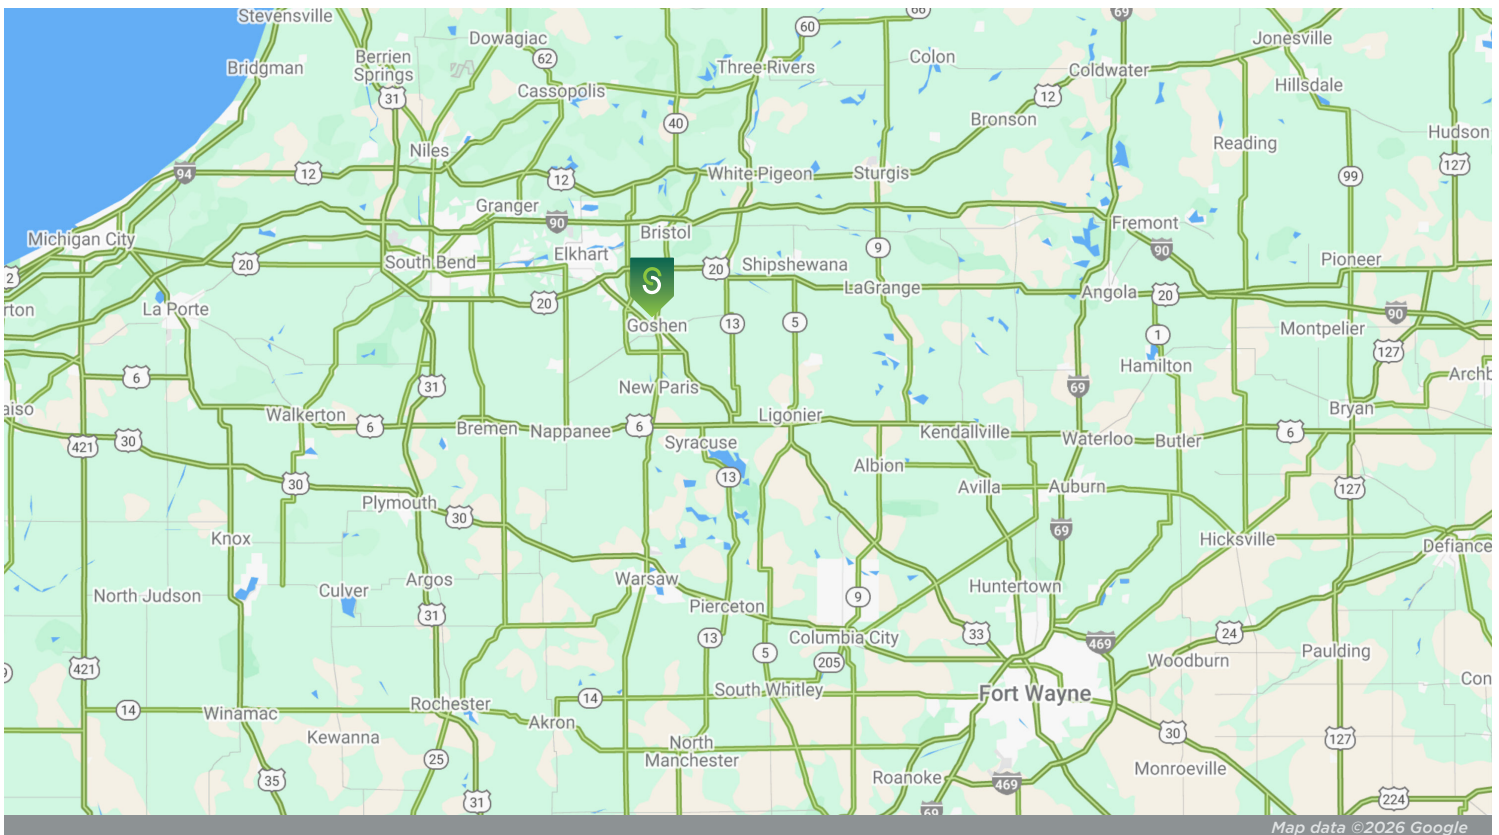 Stevensville
Dowagiac
60
66
69
Jonesville
Bridgman
Berrien
Springs
62
Three Rivers
Colon
Coldwater
Hillsdale
31
Cassopolis
12
40
Bronson
Hudson
Niles
Reading
127
94
12
12
White Pigeon
Sturgis
99
Granger
90
Bristol
Fremont
Michigan City
9
90
20
South Bend
Elkhart
S
20
Shipshewana
Pioneer
2
LaGrange
Angola
20
rton
La Porte
20
Goshen
13
5
90
Montpelier
1
127
6
31
New Paris
69
Hamilton
Archb
aiso
Walkerton
6
Bremen
Nappanee
6
Ligonier
Bryan
421
30
Syracuse
Kendallville
Waterloo
Butler
6
30
13
Albion
Avilla
Auburn
127
Plymouth
30
69
Knox
Hicksville
Defiance
North Judson
Culver
Argos
Warsaw
Huntertown
31
Pierceton
9
13
Columbia City
33
469
24
421
5
205
Woodburn
Paulding
South Whitley
Fort Wayne
Con
14
Winamac
Rochester
14
Akron
30
127
Kewanna
25
North
Manchester
35
Roanoke
469
Monroeville
31
69
224
Map data ©2026 Google